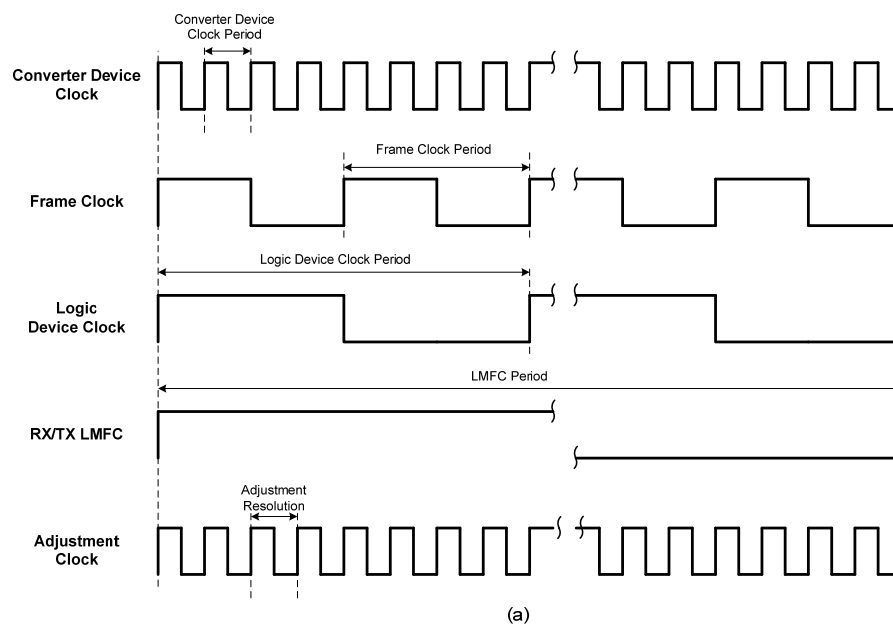 Converter Device
Clock Period
Converter Device
Clock
Frame Clock Period
Frame Clock
Logic Device Clock Period
Logic
Device Clock
LMFC Period
RX/TX LMFC
Adjustment
Resolution
Adjustment
Clock
(a)